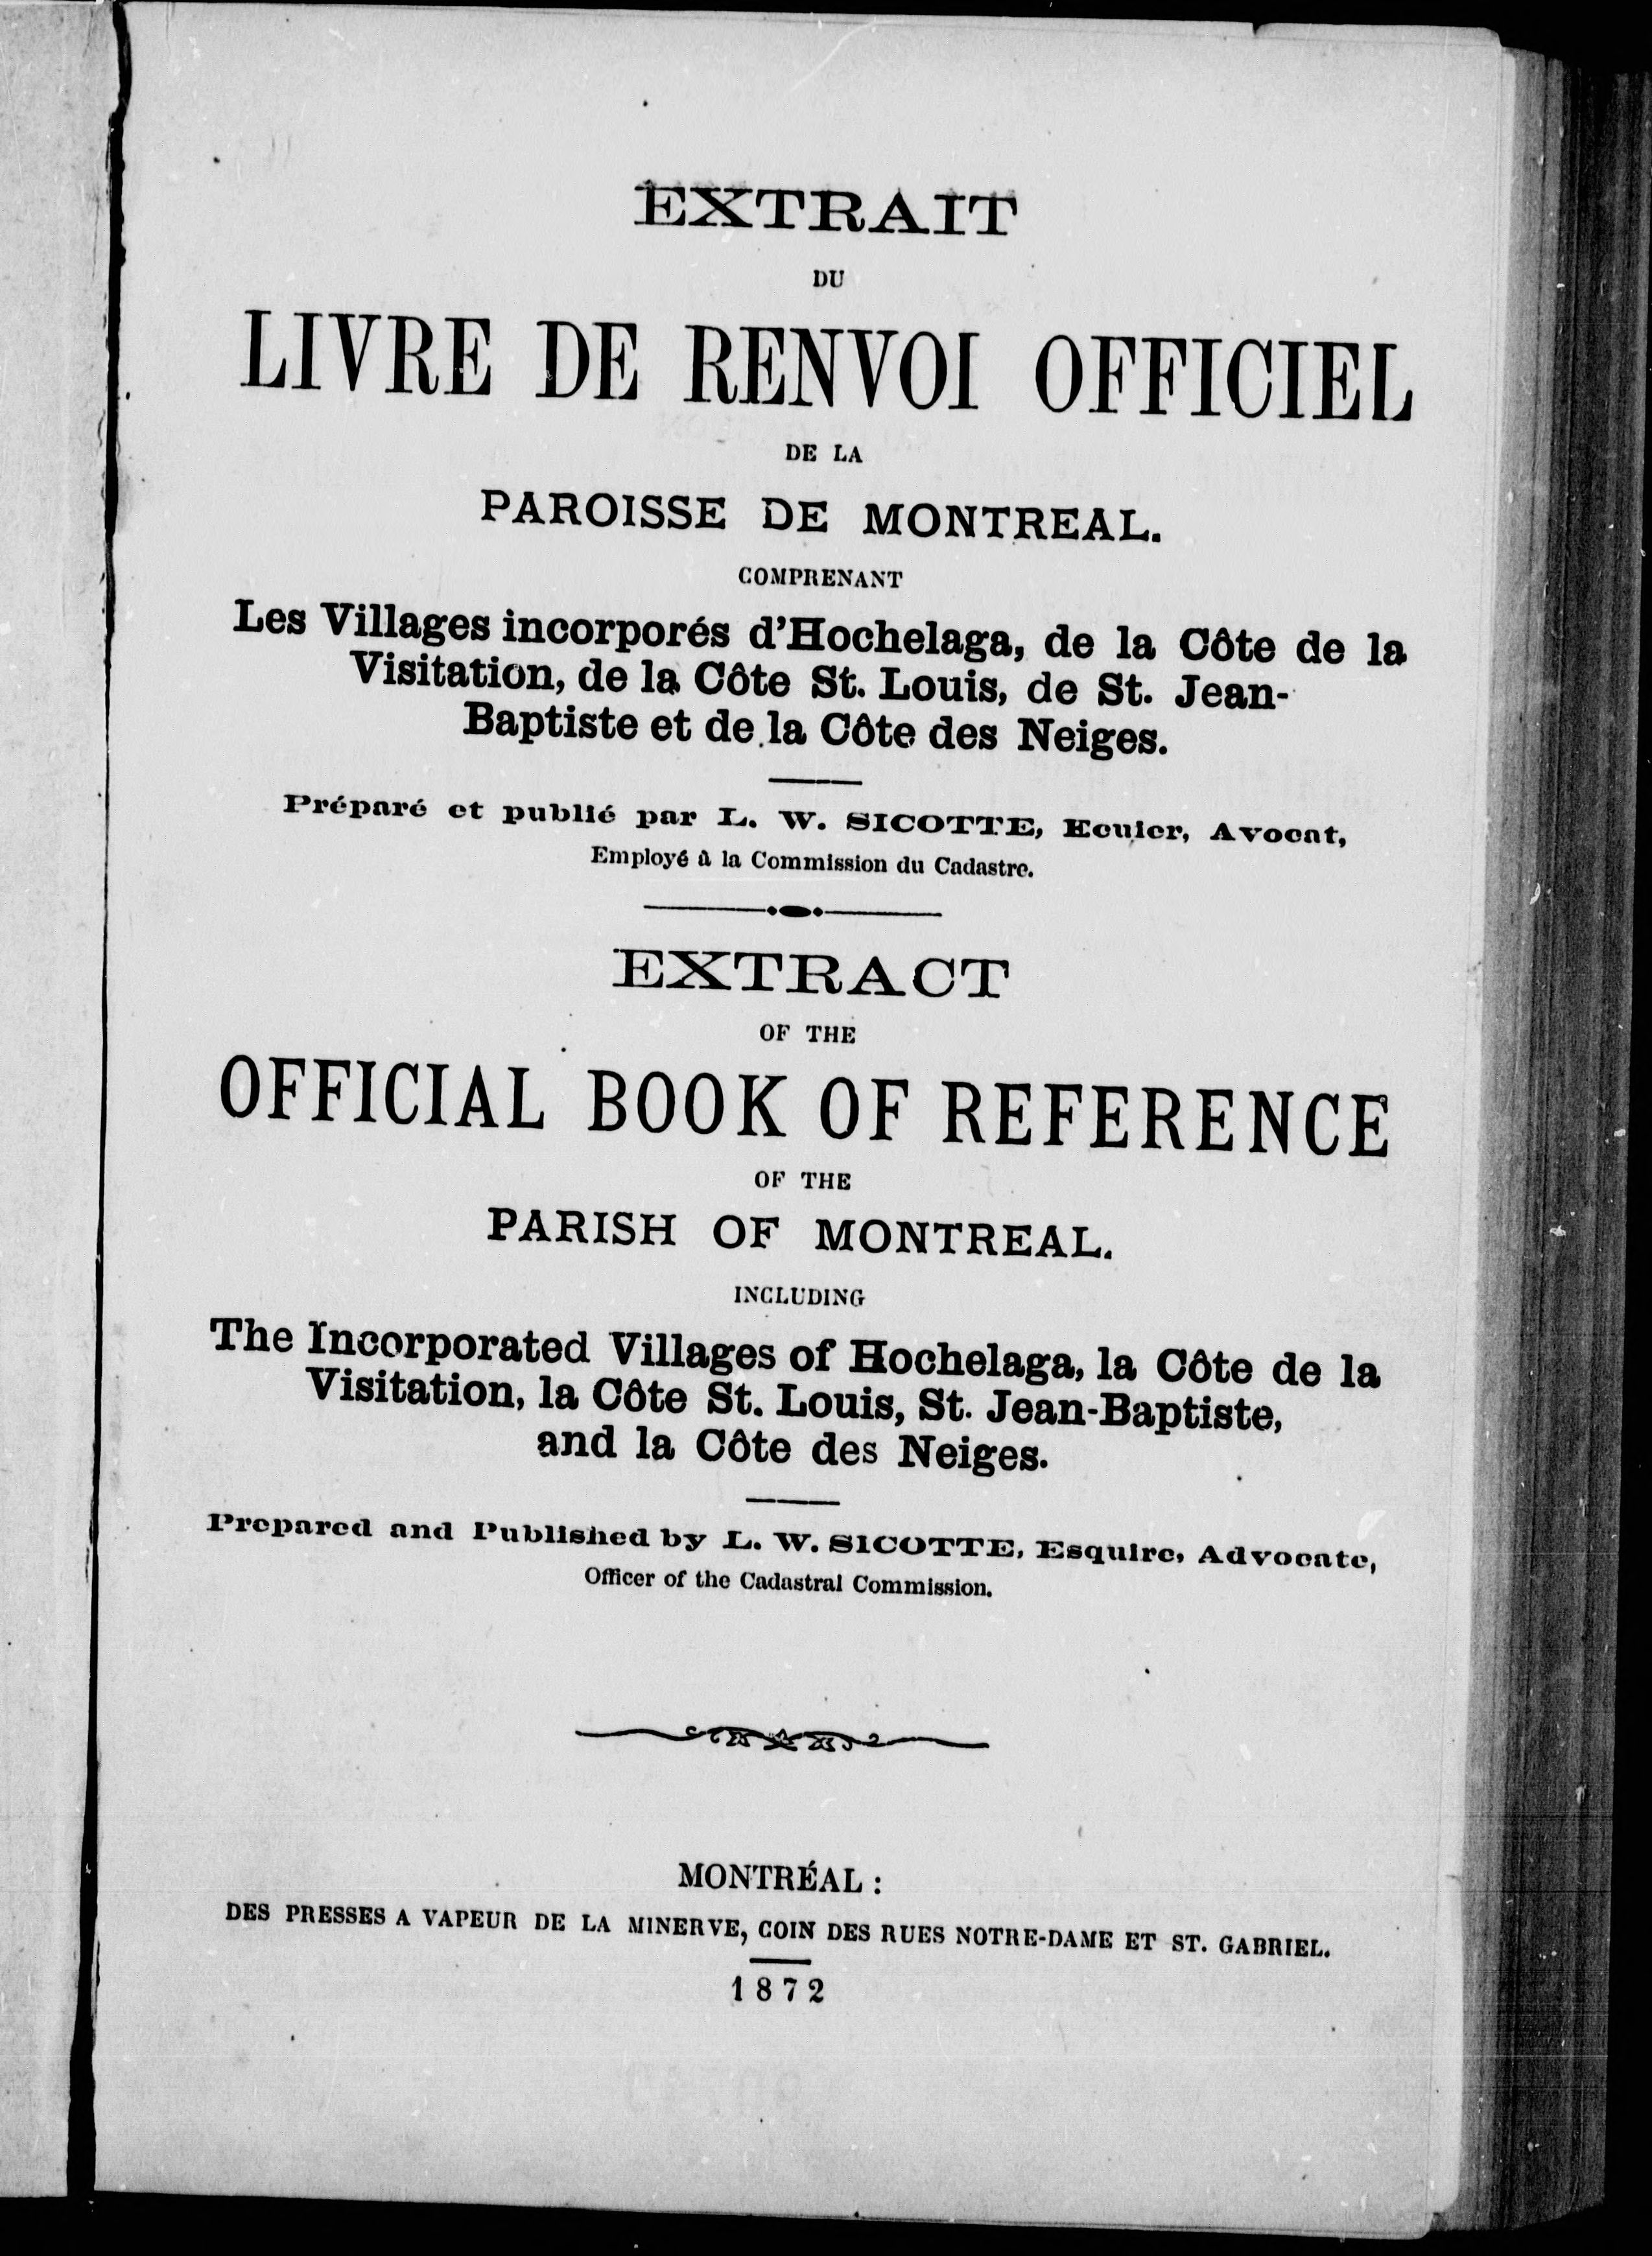 EXTRAIT
DU
LIVRE DE RENVOI OFFICIEL
DE LA
PAROISSE DE MONTREAL.
COMPRENANT
Les Villages incorporés d'Hochelaga, de la Côte de la
Visitation, de la Côte St. Louis, de St. Jean-
Baptiste et de la Côte des Neiges.
Préparé et publié par L. W. SICOTTE, Ecuier, Avocat,
Employé à la Commission du Cadastre.
EXTRACT
OF THE
OFFICIAL BOOK OF REFERENCE
OF THE
PARISH OF MONTREAL.
INCLUDING
The Incorporated Villages of Hochelaga, la Côte de la
Visitation, la Côte St. Louis, St. Jean-Baptiste,
and la Côte des Neiges.
Prepared and Published by L. W. SICOTTE, Esquire, Advocate,
Officer of the Cadastral Commission.
MONTRÉAL :
DES PRESSES A VAPEUR DE LA MINERVE, COIN DES RUES NOTRE-DAME ET ST. GABRIEL.
1872